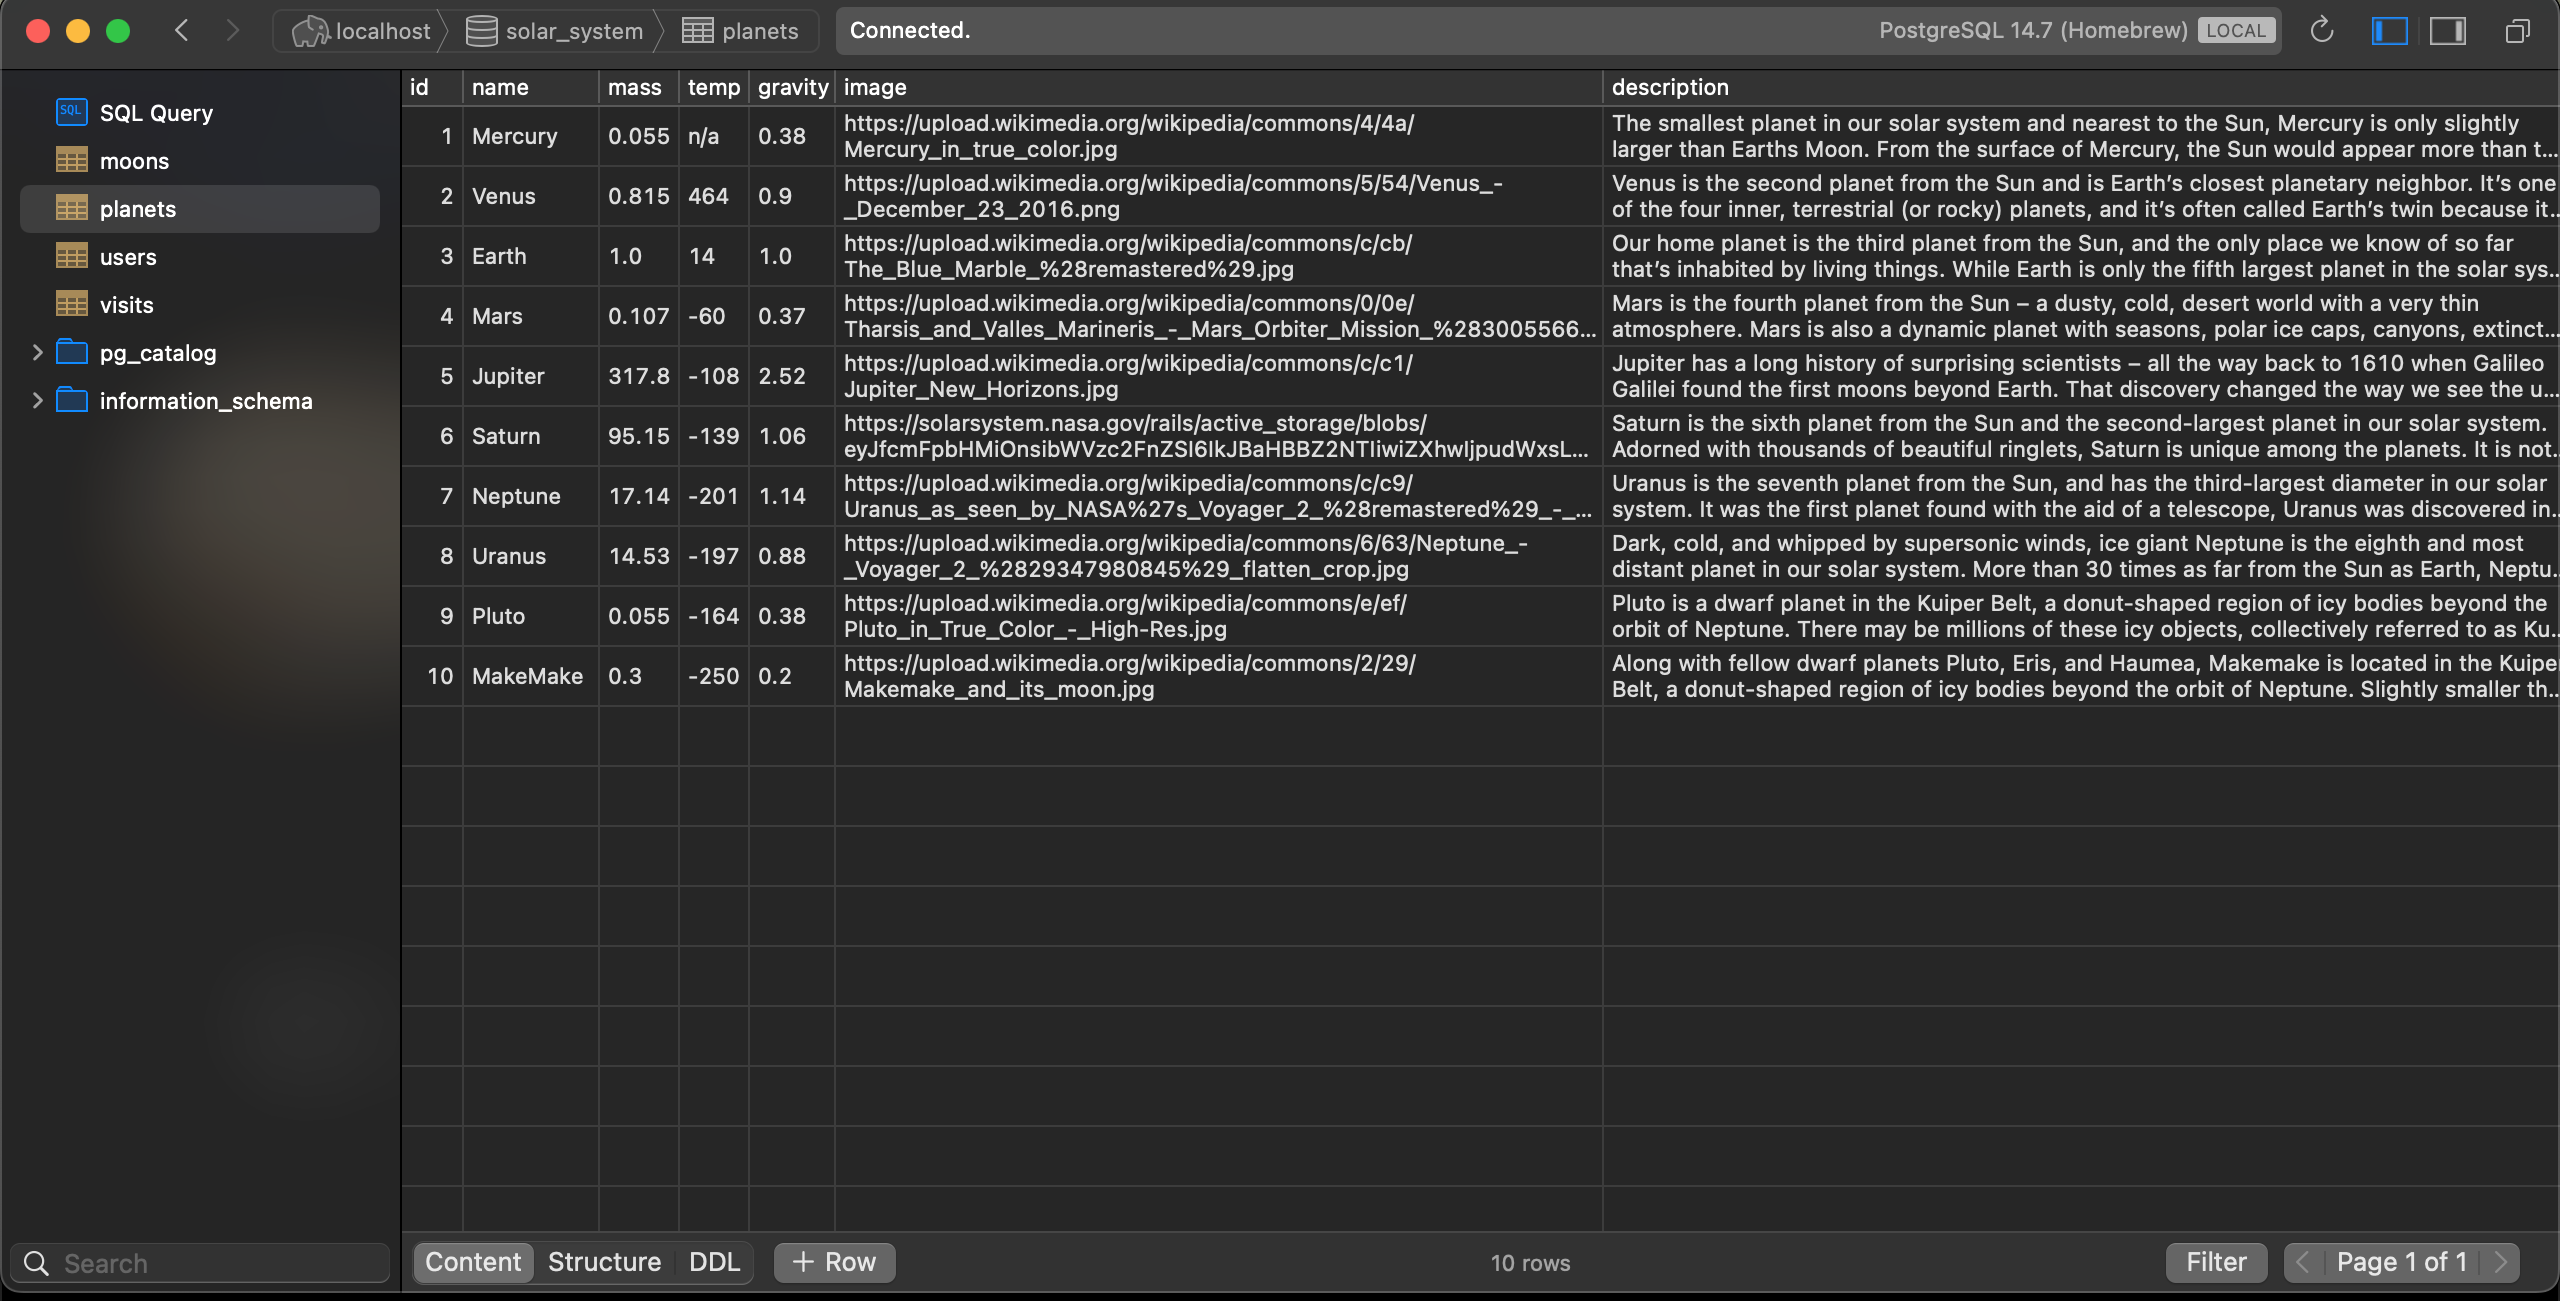 localhost solar_system planets Connected. PostgreSQL 14.7 (Homebrew) LOCAL
SQL SQL Query
moons
planets
users
visits
pg_catalog
information_schema
id name mass temp gravity image description
1 Mercury 0.055 n/a 0.38 https://upload.wikimedia.org/wikipedia/commons/4/4a/
Mercury_in_true_color.jpg
The smallest planet in our solar system and nearest to the Sun, Mercury is only slightly
larger than Earths Moon. From the surface of Mercury, the Sun would appear more than t...
2 Venus 0.815 464 0.9 https://upload.wikimedia.org/wikipedia/commons/5/54/Venus_-
_December_23_2016.png
Venus is the second planet from the Sun and is Earth’s closest planetary neighbor. It’s one
of the four inner, terrestrial (or rocky) planets, and it’s often called Earth’s twin because it...
3 Earth 1.0 14 1.0 https://upload.wikimedia.org/wikipedia/commons/c/cb/
The_Blue_Marble_%28remastered%29.jpg
Our home planet is the third planet from the Sun, and the only place we know of so far
that’s inhabited by living things. While Earth is only the fifth largest planet in the solar sys...
4 Mars 0.107 -60 0.37 https://upload.wikimedia.org/wikipedia/commons/0/0e/
Tharsis_and_Valles_Marineris_-_Mars_Orbiter_Mission_%283005566...
Mars is the fourth planet from the Sun – a dusty, cold, desert world with a very thin
atmosphere. Mars is also a dynamic planet with seasons, polar ice caps, canyons, extinct...
5 Jupiter 317.8 -108 2.52 https://upload.wikimedia.org/wikipedia/commons/c/c1/
Jupiter_New_Horizons.jpg
Jupiter has a long history of surprising scientists – all the way back to 1610 when Galileo
Galilei found the first moons beyond Earth. That discovery changed the way we see the u...
6 Saturn 95.15 -139 1.06 https://solarsystem.nasa.gov/rails/active_storage/blobs/
eyJfcmFpbHMiOnsibWVzc2FnZSI6IkJBaHBBZ2NTIiwiZXhwIjpudWxsL...
Saturn is the sixth planet from the Sun and the second-largest planet in our solar system.
Adorned with thousands of beautiful ringlets, Saturn is unique among the planets. It is not...
7 Neptune 17.14 -201 1.14 https://upload.wikimedia.org/wikipedia/commons/c/c9/
Uranus_as_seen_by_NASA%27s_Voyager_2_%28remastered%29_-_...
Uranus is the seventh planet from the Sun, and has the third-largest diameter in our solar
system. It was the first planet found with the aid of a telescope, Uranus was discovered in...
8 Uranus 14.53 -197 0.88 https://upload.wikimedia.org/wikipedia/commons/6/63/Neptune_-
_Voyager_2_%2829347980845%29_flatten_crop.jpg
Dark, cold, and whipped by supersonic winds, ice giant Neptune is the eighth and most
distant planet in our solar system. More than 30 times as far from the Sun as Earth, Neptu...
9 Pluto 0.055 -164 0.38 https://upload.wikimedia.org/wikipedia/commons/e/ef/
Pluto_in_True_Color_-_High-Res.jpg
Pluto is a dwarf planet in the Kuiper Belt, a donut-shaped region of icy bodies beyond the
orbit of Neptune. There may be millions of these icy objects, collectively referred to as Ku...
10 MakeMake 0.3 -250 0.2 https://upload.wikimedia.org/wikipedia/commons/2/29/
Makemake_and_its_moon.jpg
Along with fellow dwarf planets Pluto, Eris, and Haumea, Makemake is located in the Kuiper
Belt, a donut-shaped region of icy bodies beyond the orbit of Neptune. Slightly smaller th...
Search Content Structure DDL + Row 10 rows Filter Page 1 of 1